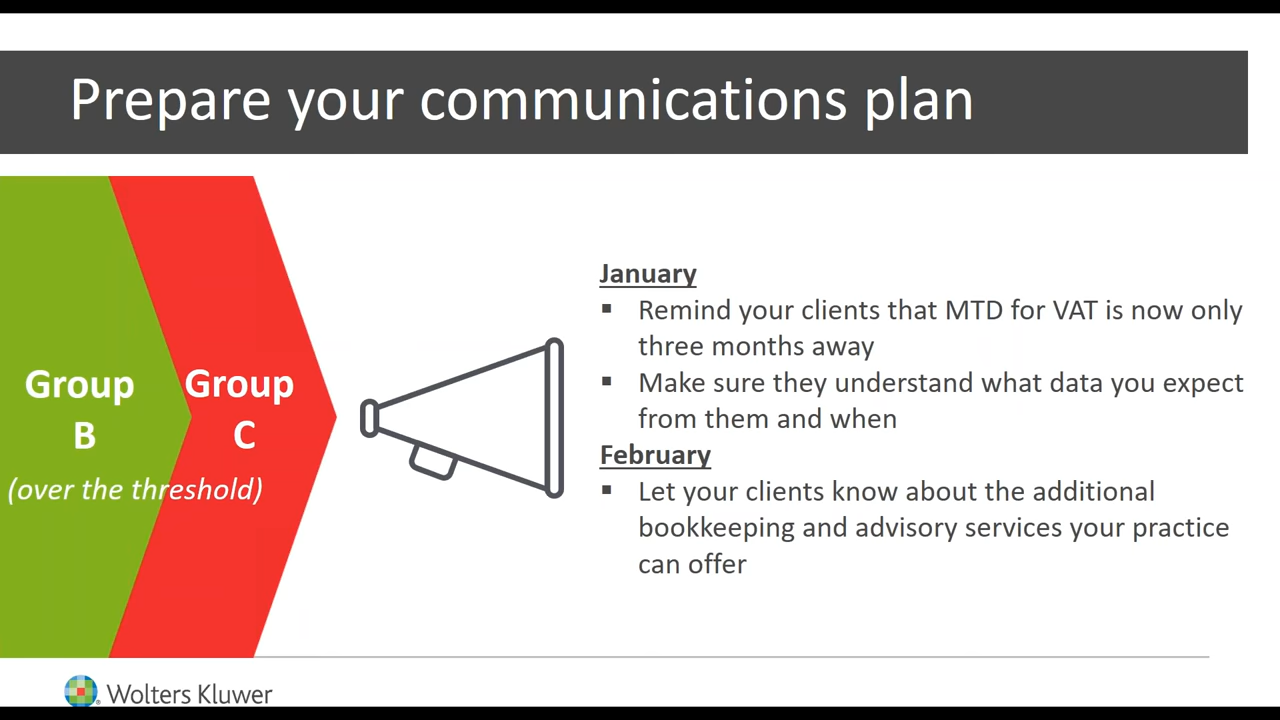 Prepare your communications plan
Group
B
Group
C
(over the threshold)
January
▪ Remind your clients that MTD for VAT is now only
three months away
▪ Make sure they understand what data you expect
from them and when
February
▪ Let your clients know about the additional
bookkeeping and advisory services your practice
can offer
Wolters Kluwer